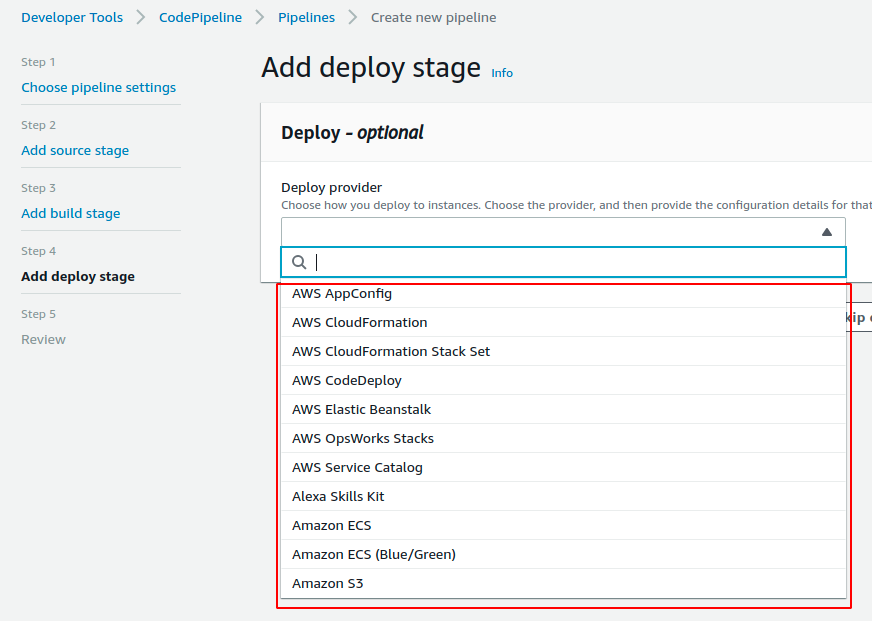 Developer Tools > CodePipeline > Pipelines > Create new pipeline
Step 1
Choose pipeline settings
Step 2
Add source stage
Step 3
Add build stage
Step 4
Add deploy stage
Step 5
Review
Add deploy stage Info
Deploy - optional
Deploy provider
Choose how you deploy to instances. Choose the provider, and then provide the configuration details for that
AWS AppConfig
AWS CloudFormation
AWS CloudFormation Stack Set
AWS CodeDeploy
AWS Elastic Beanstalk
AWS OpsWorks Stacks
AWS Service Catalog
Alexa Skills Kit
Amazon ECS
Amazon ECS (Blue/Green)
Amazon S3